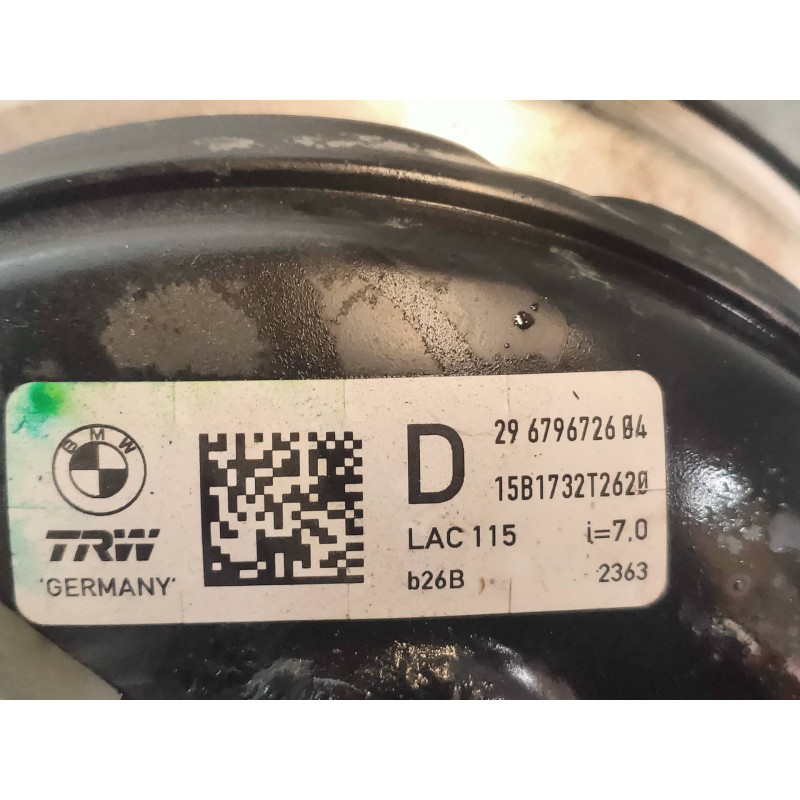 BMW
TRW
'GERMANY'
D
29 6796726 04
15B1732T2620
LAC 115 i=7,0
b26B 2363